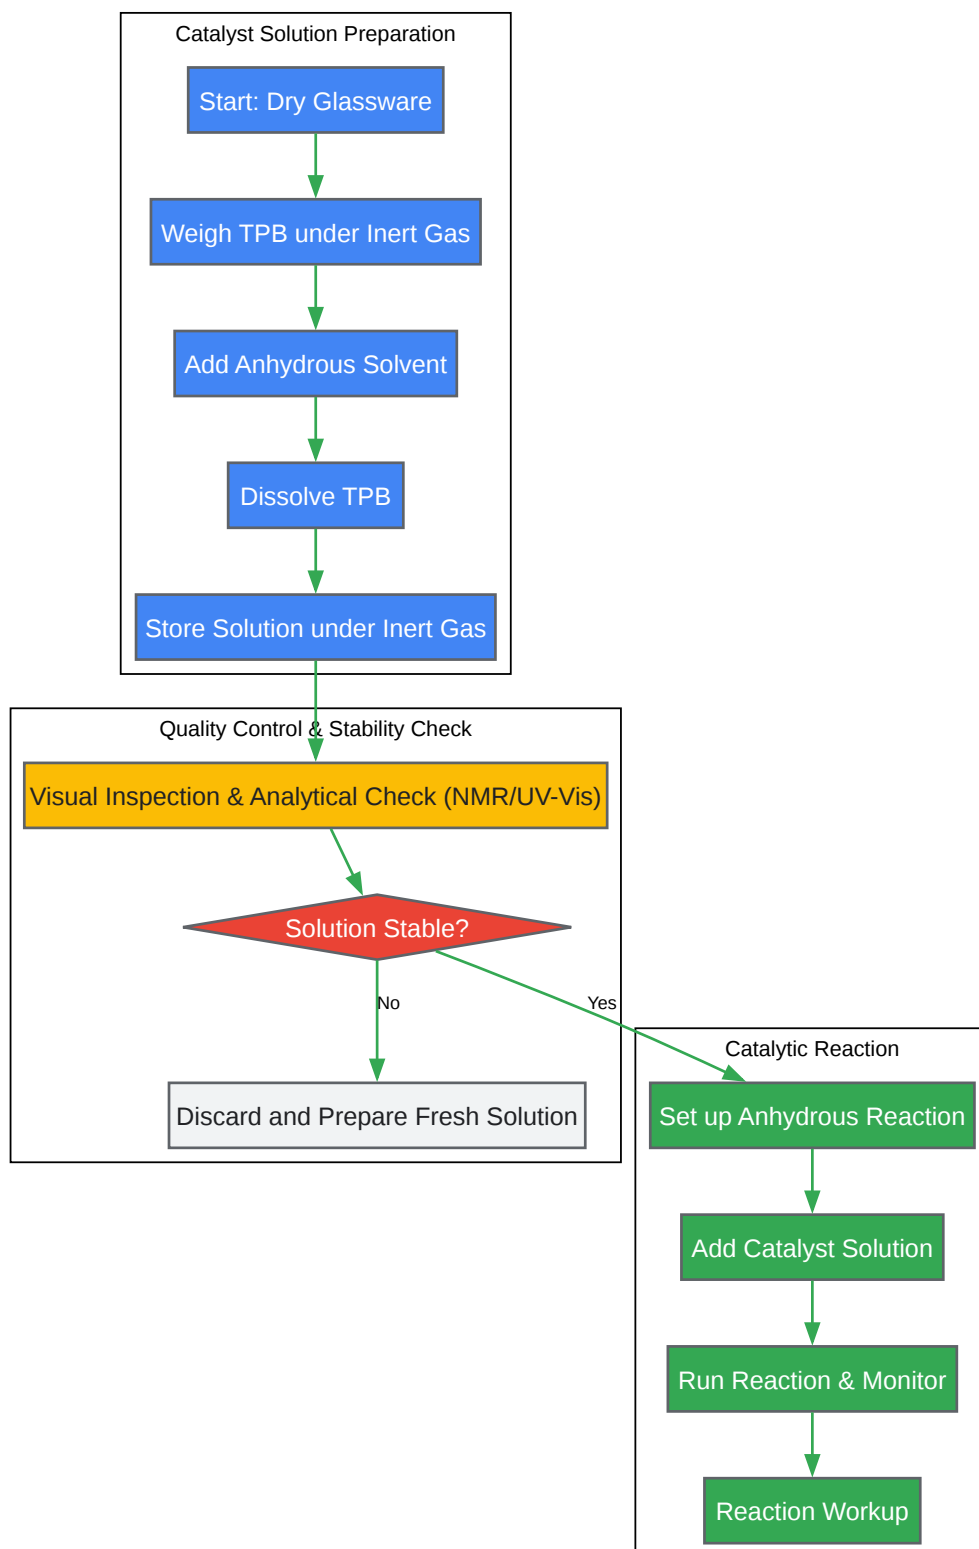 Catalyst Solution Preparation
Start: Dry Glassware
Weigh TPB under Inert Gas
Add Anhydrous Solvent
Dissolve TPB
Store Solution under Inert Gas
Quality Control & Stability Check
Visual Inspection & Analytical Check (NMR/UV-Vis)
Solution Stable?
No
Yes
Discard and Prepare Fresh Solution
Catalytic Reaction
Set up Anhydrous Reaction
Add Catalyst Solution
Run Reaction & Monitor
Reaction Workup